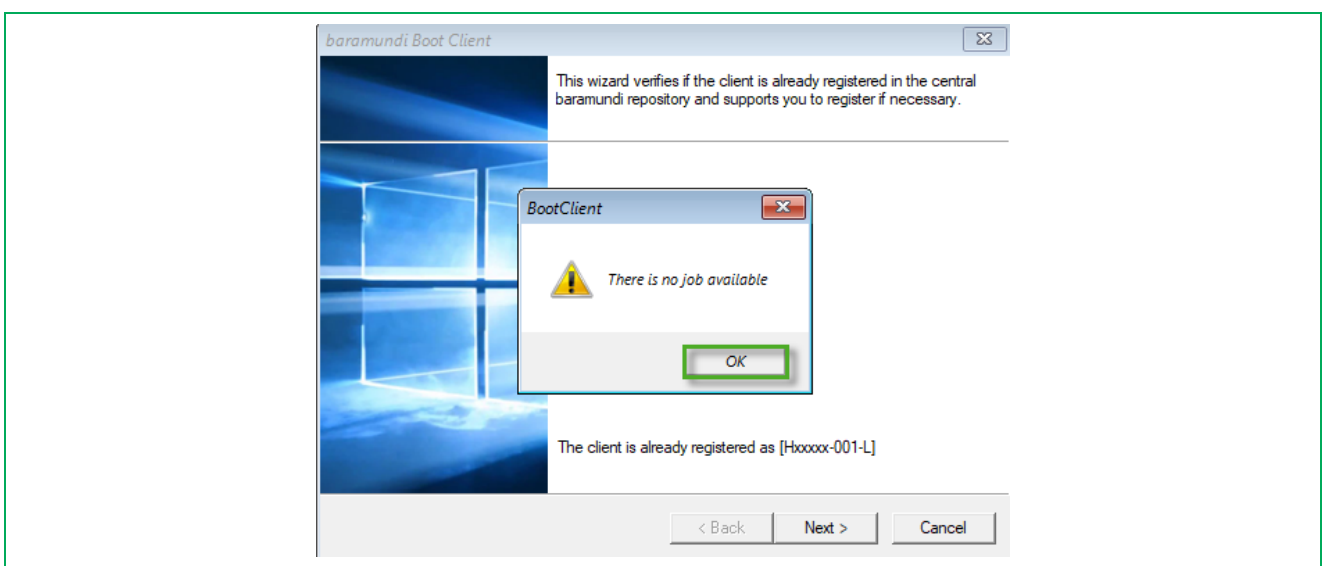 baramundi Boot Client
This wizard verifies if the client is already registered in the central
baramundi repository and supports you to register if necessary.
BootClient
There is no job available
OK
The client is already registered as [Hxxxxx-001-L]
< Back
Next >
Cancel